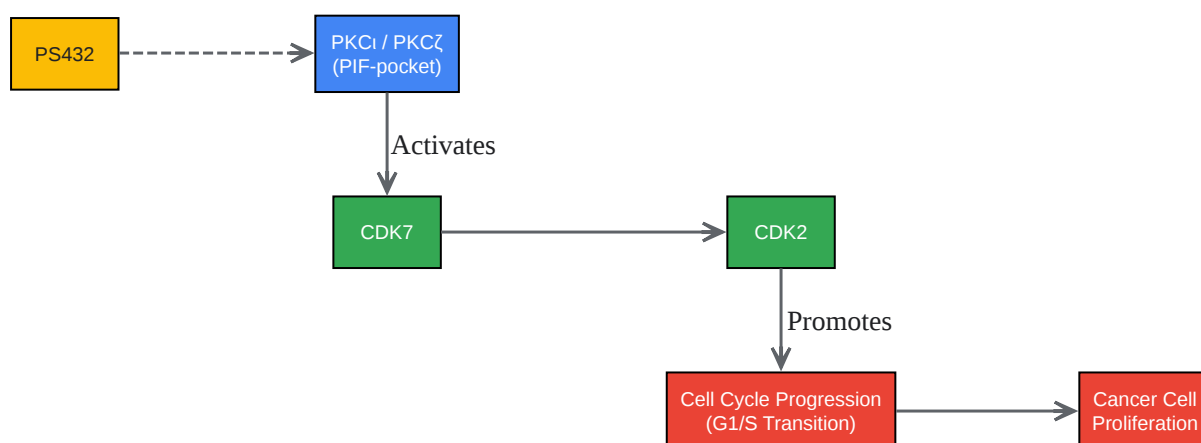 PS432
PKCι / PKCζ
(PIF-pocket)
Activates
CDK7
CDK2
Promotes
Cell Cycle Progression
(G1/S Transition)
Cancer Cell
Proliferation